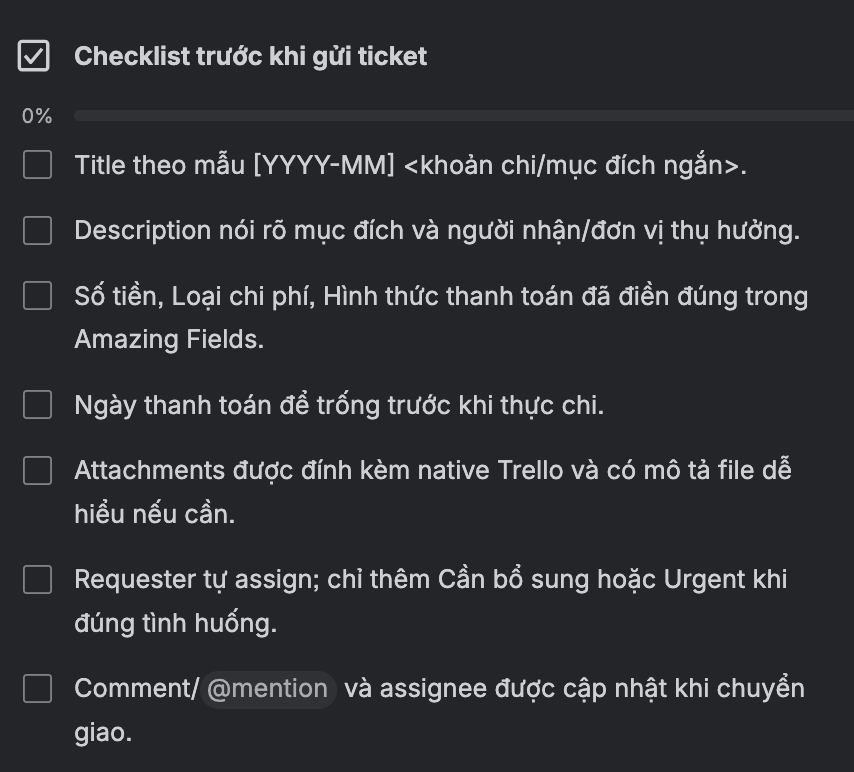 Checklist trước khi gửi ticket
0%
Title theo mẫu [YYYY-MM] <khoản chi/mục đích ngắn>.
Description nói rõ mục đích và người nhận/đơn vị thụ hưởng.
Số tiền, Loại chi phí, Hình thức thanh toán đã điền đúng trong
Amazing Fields.
Ngày thanh toán để trống trước khi thực chi.
Attachments được đính kèm native Trello và có mô tả file dễ
hiểu nếu cần.
Requester tự assign; chỉ thêm Cần bổ sung hoặc Urgent khi
đúng tình huống.
Comment/@mention và assignee được cập nhật khi chuyển
giao.